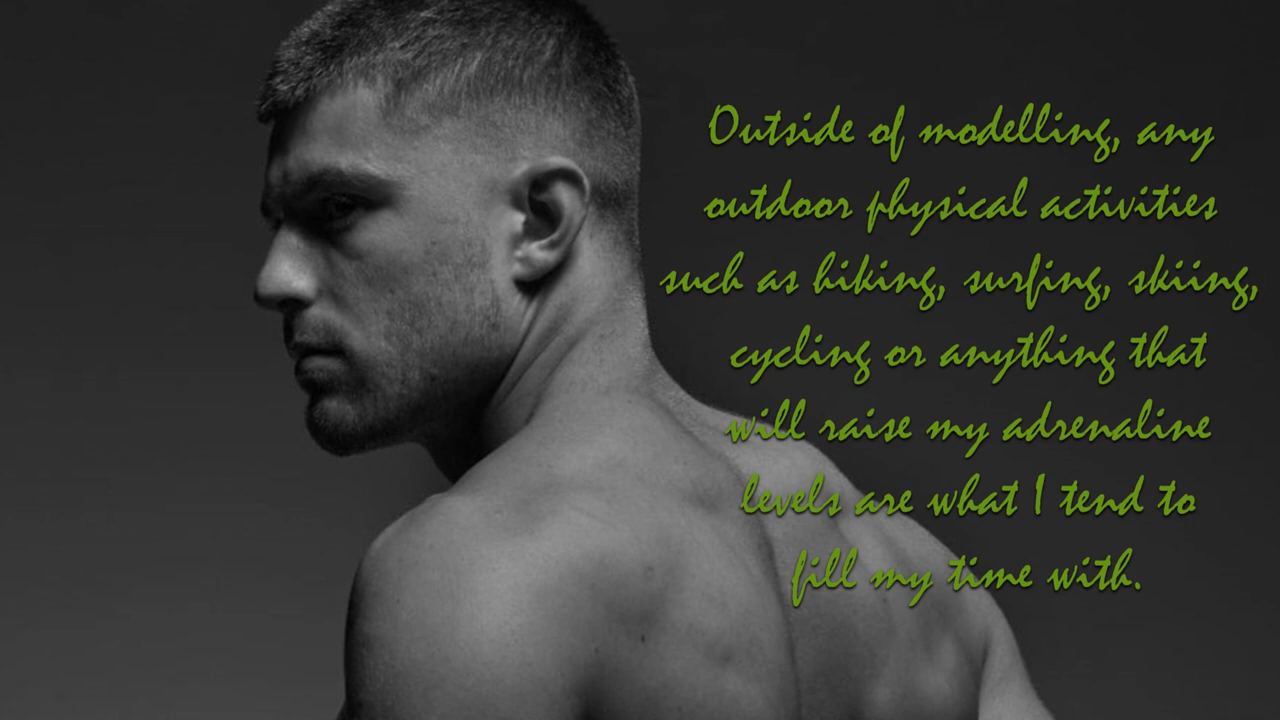 Outside of modelling, any
outdoor physical activities
such as hiking, surfing, skiing,
cycling or anything that
will raise my adrenaline
levels are what I tend to
fill my time with.